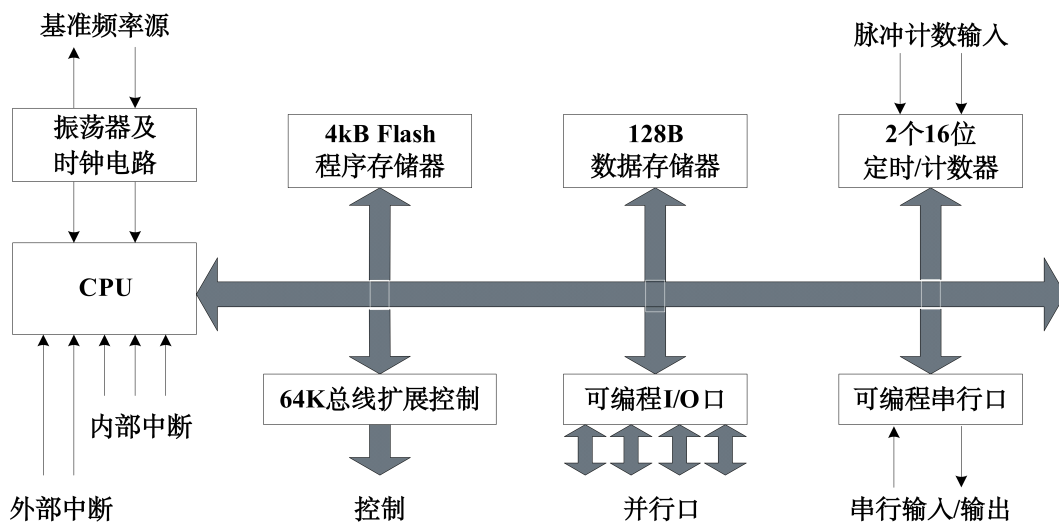 基准频率源
脉冲计数输入
振荡器及
时钟电路
4kB Flash
程序存储器
128B
数据存储器
2个16位
定时/计数器
CPU
64K总线扩展控制
可编程I/O口
可编程串行口
内部中断
外部中断
控制
并行口
串行输入/输出